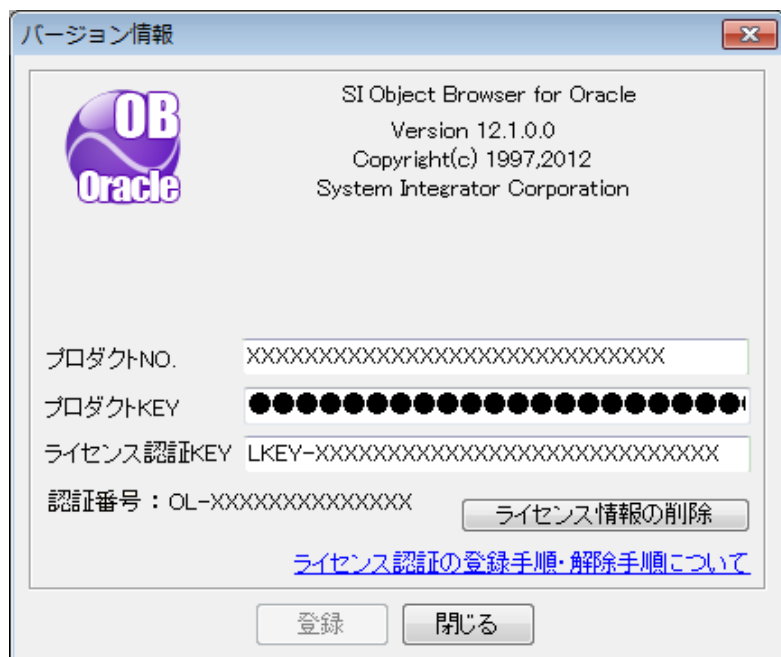 バージョン情報
OB
Oracle
SI Object Browser for Oracle
Version 12.1.0.0
Copyright(c) 1997,2012
System Integrator Corporation
プロダクトNO. XXXXXXXXXXXXXXXXXXXXXXXXXXXXX
プロダクトKEY ●●●●●●●●●●●●●●●●●●●●●●
ライセンス認証KEY LKEY-XXXXXXXXXXXXXXXXXXXXXXXXXXXX
認証番号：OL-XXXXXXXXXXXXXX
ライセンス情報の削除
ライセンス認証の登録手順・解除手順について
登録
閉じる